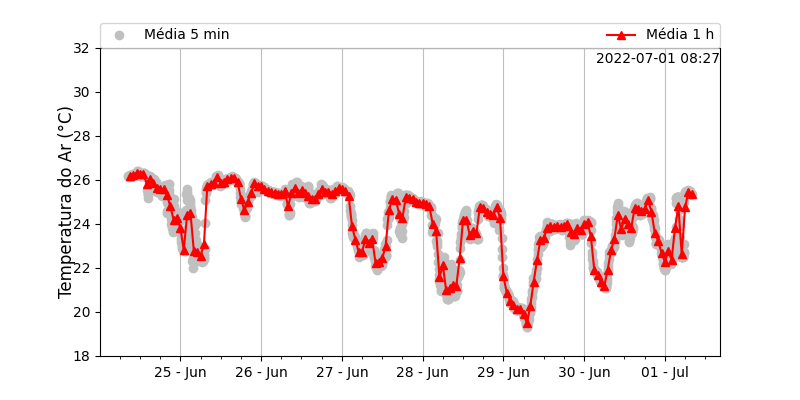 Média 5 min
Média 1 h
2022-07-01 08:27
Temperatura do Ar (°C)
32
30
28
26
24
22
20
18
25 - Jun
26 - Jun
27 - Jun
28 - Jun
29 - Jun
30 - Jun
01 - Jul